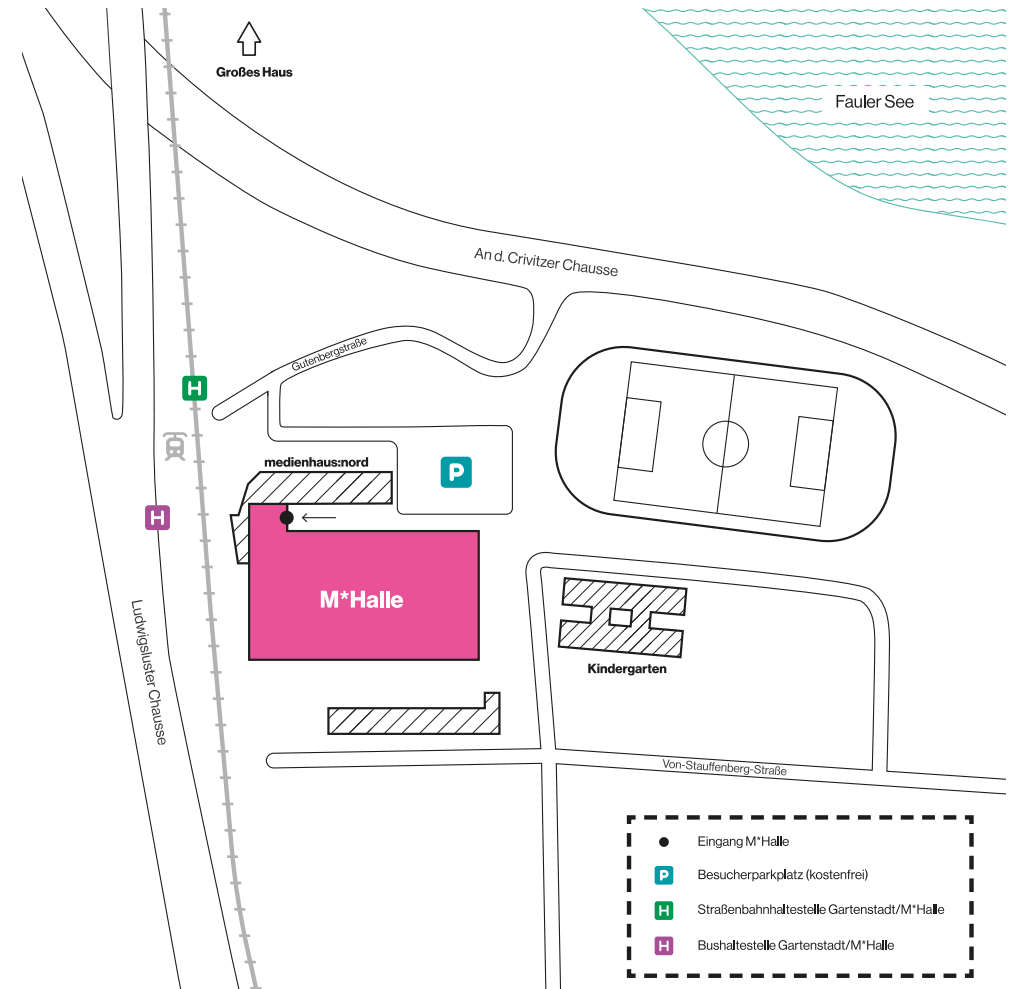 Großes Haus
Fauler See
An d. Crivitzer Chausse
Gutenbergstraße
H
medienhaus:nord
P
H
M*Halle
Ludwigsluster Chausse
Kindergarten
Von-Stauffenberg-Straße
Eingang M*Halle
P Besucherparkplatz (kostenfrei)
H Straßenbahnhaltestelle Gartenstadt/M*Halle
H Bushaltestelle Gartenstadt/M*Halle